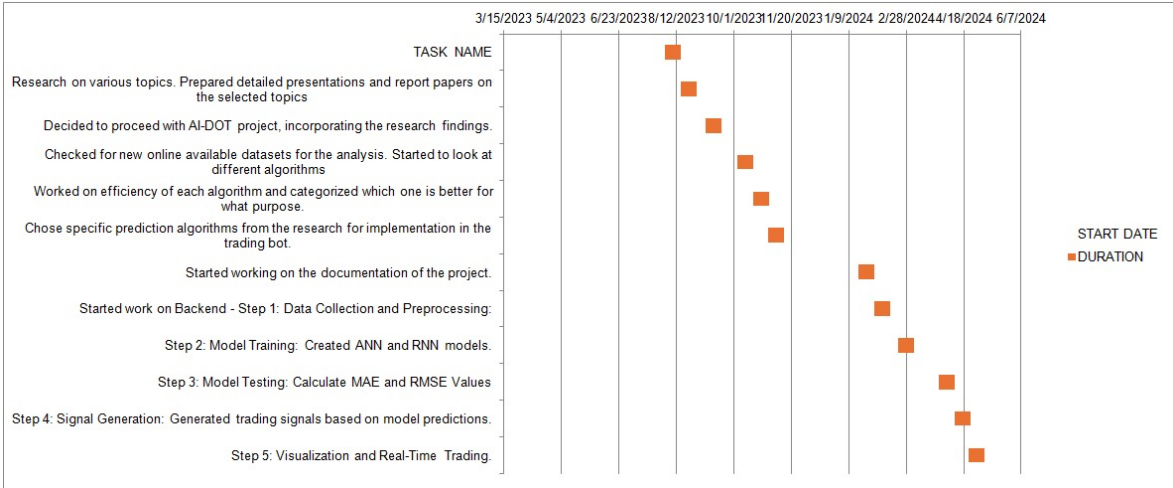 3/15/2023 5/4/2023 6/23/2023 8/12/2023 10/1/2023 11/20/2023 1/9/2024 2/28/2024 4/18/2024 6/7/2024
TASK NAME
Research on various topics. Prepared detailed presentations and report papers on
the selected topics
Decided to proceed with AI-DOT project, incorporating the research findings.
Checked for new online available datasets for the analysis. Started to look at
different algorithms
Worked on efficiency of each algorithm and categorized which one is better for
what purpose.
Chose specific prediction algorithms from the research for implementation in the
trading bot.
Started working on the documentation of the project.
Started work on Backend - Step 1: Data Collection and Preprocessing:
Step 2: Model Training: Created ANN and RNN models.
Step 3: Model Testing: Calculate MAE and RMSE Values
Step 4: Signal Generation: Generated trading signals based on model predictions.
Step 5: Visualization and Real-Time Trading.
START DATE
DURATION